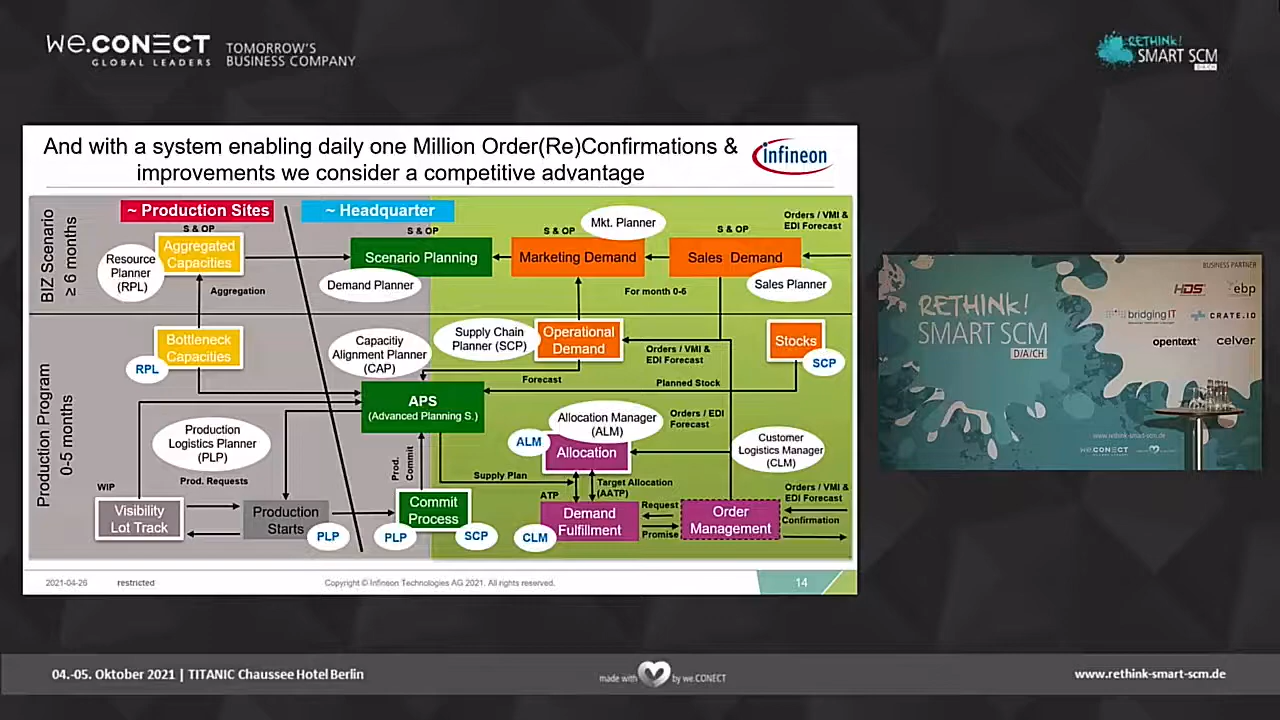 we.CONECT
GLOBAL LEADERS
TOMORROW'S
BUSINESS COMPANY
RETHINK!
SMART SCM
D/A/CH
And with a system enabling daily one Million Order(Re)Confirmations &
improvements we consider a competitive advantage
infineon
BIZ Scenario
≥ 6 months
~ Production Sites
~ Headquarter
S & OP
Aggregated
Capacities
Resource
Planner
(RPL)
Aggregation
S & OP
Scenario Planning
Demand Planner
S & OP
Mkt. Planner
Marketing Demand
S & OP
Sales Demand
Sales Planner
Orders / VMI &
EDI Forecast
For month 0-6
Production Program
0-5 months
Bottleneck
Capacities
RPL
Capacitiy
Alignment Planner
(CAP)
Supply Chain
Planner (SCP)
Operational
Demand
Orders / VMI &
EDI Forecast
Stocks
SCP
Forecast
Planned Stock
APS
(Advanced Planning S.)
Production
Logistics Planner
(PLP)
Prod. Requests
Prod.
Commit
Allocation Manager
(ALM)
ALM
Allocation
Orders / EDI
Forecast
Customer
Logistics Manager
(CLM)
Supply Plan
Target Allocation
(AATP)
ATP
WIP
Visibility
Lot Track
Production
Starts
PLP
Commit
Process
PLP
SCP
Demand
Fulfillment
CLM
Request
Promise
Order
Management
Orders / VMI &
EDI Forecast
Confirmation
2021-04-26
restricted
Copyright © Infineon Technologies AG 2021. All rights reserved.
14
RETHINK!
SMART SCM
D/A/CH
BUSINESS PARTNER
HDS
ebp
bridgingIT
CRATE.IO
opentext
celver
www.rethink-smart-scm.de
we.CONECT
04.-05. Oktober 2021 | TITANIC Chaussee Hotel Berlin
made with
by we.CONECT
www.rethink-smart-scm.de